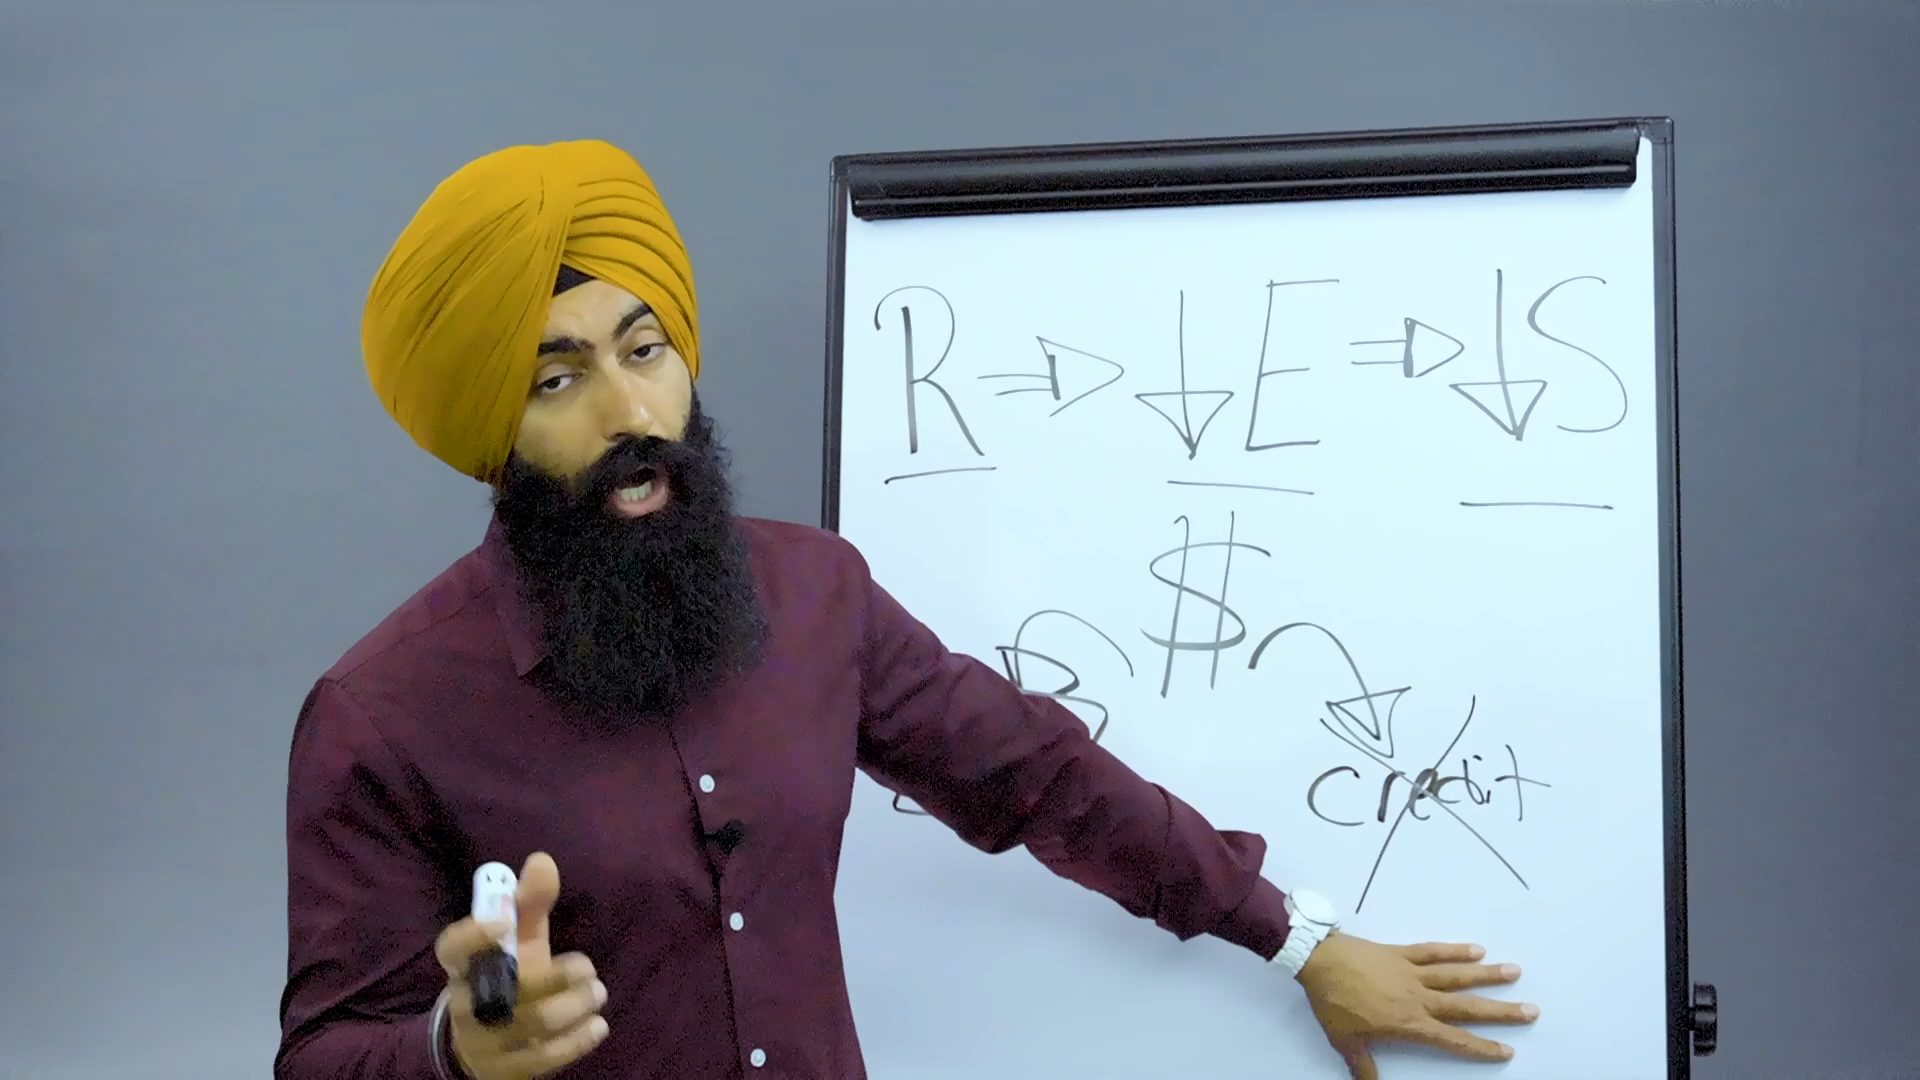 R ⇒ ↓ E ⇒ ↓ S
$
credit